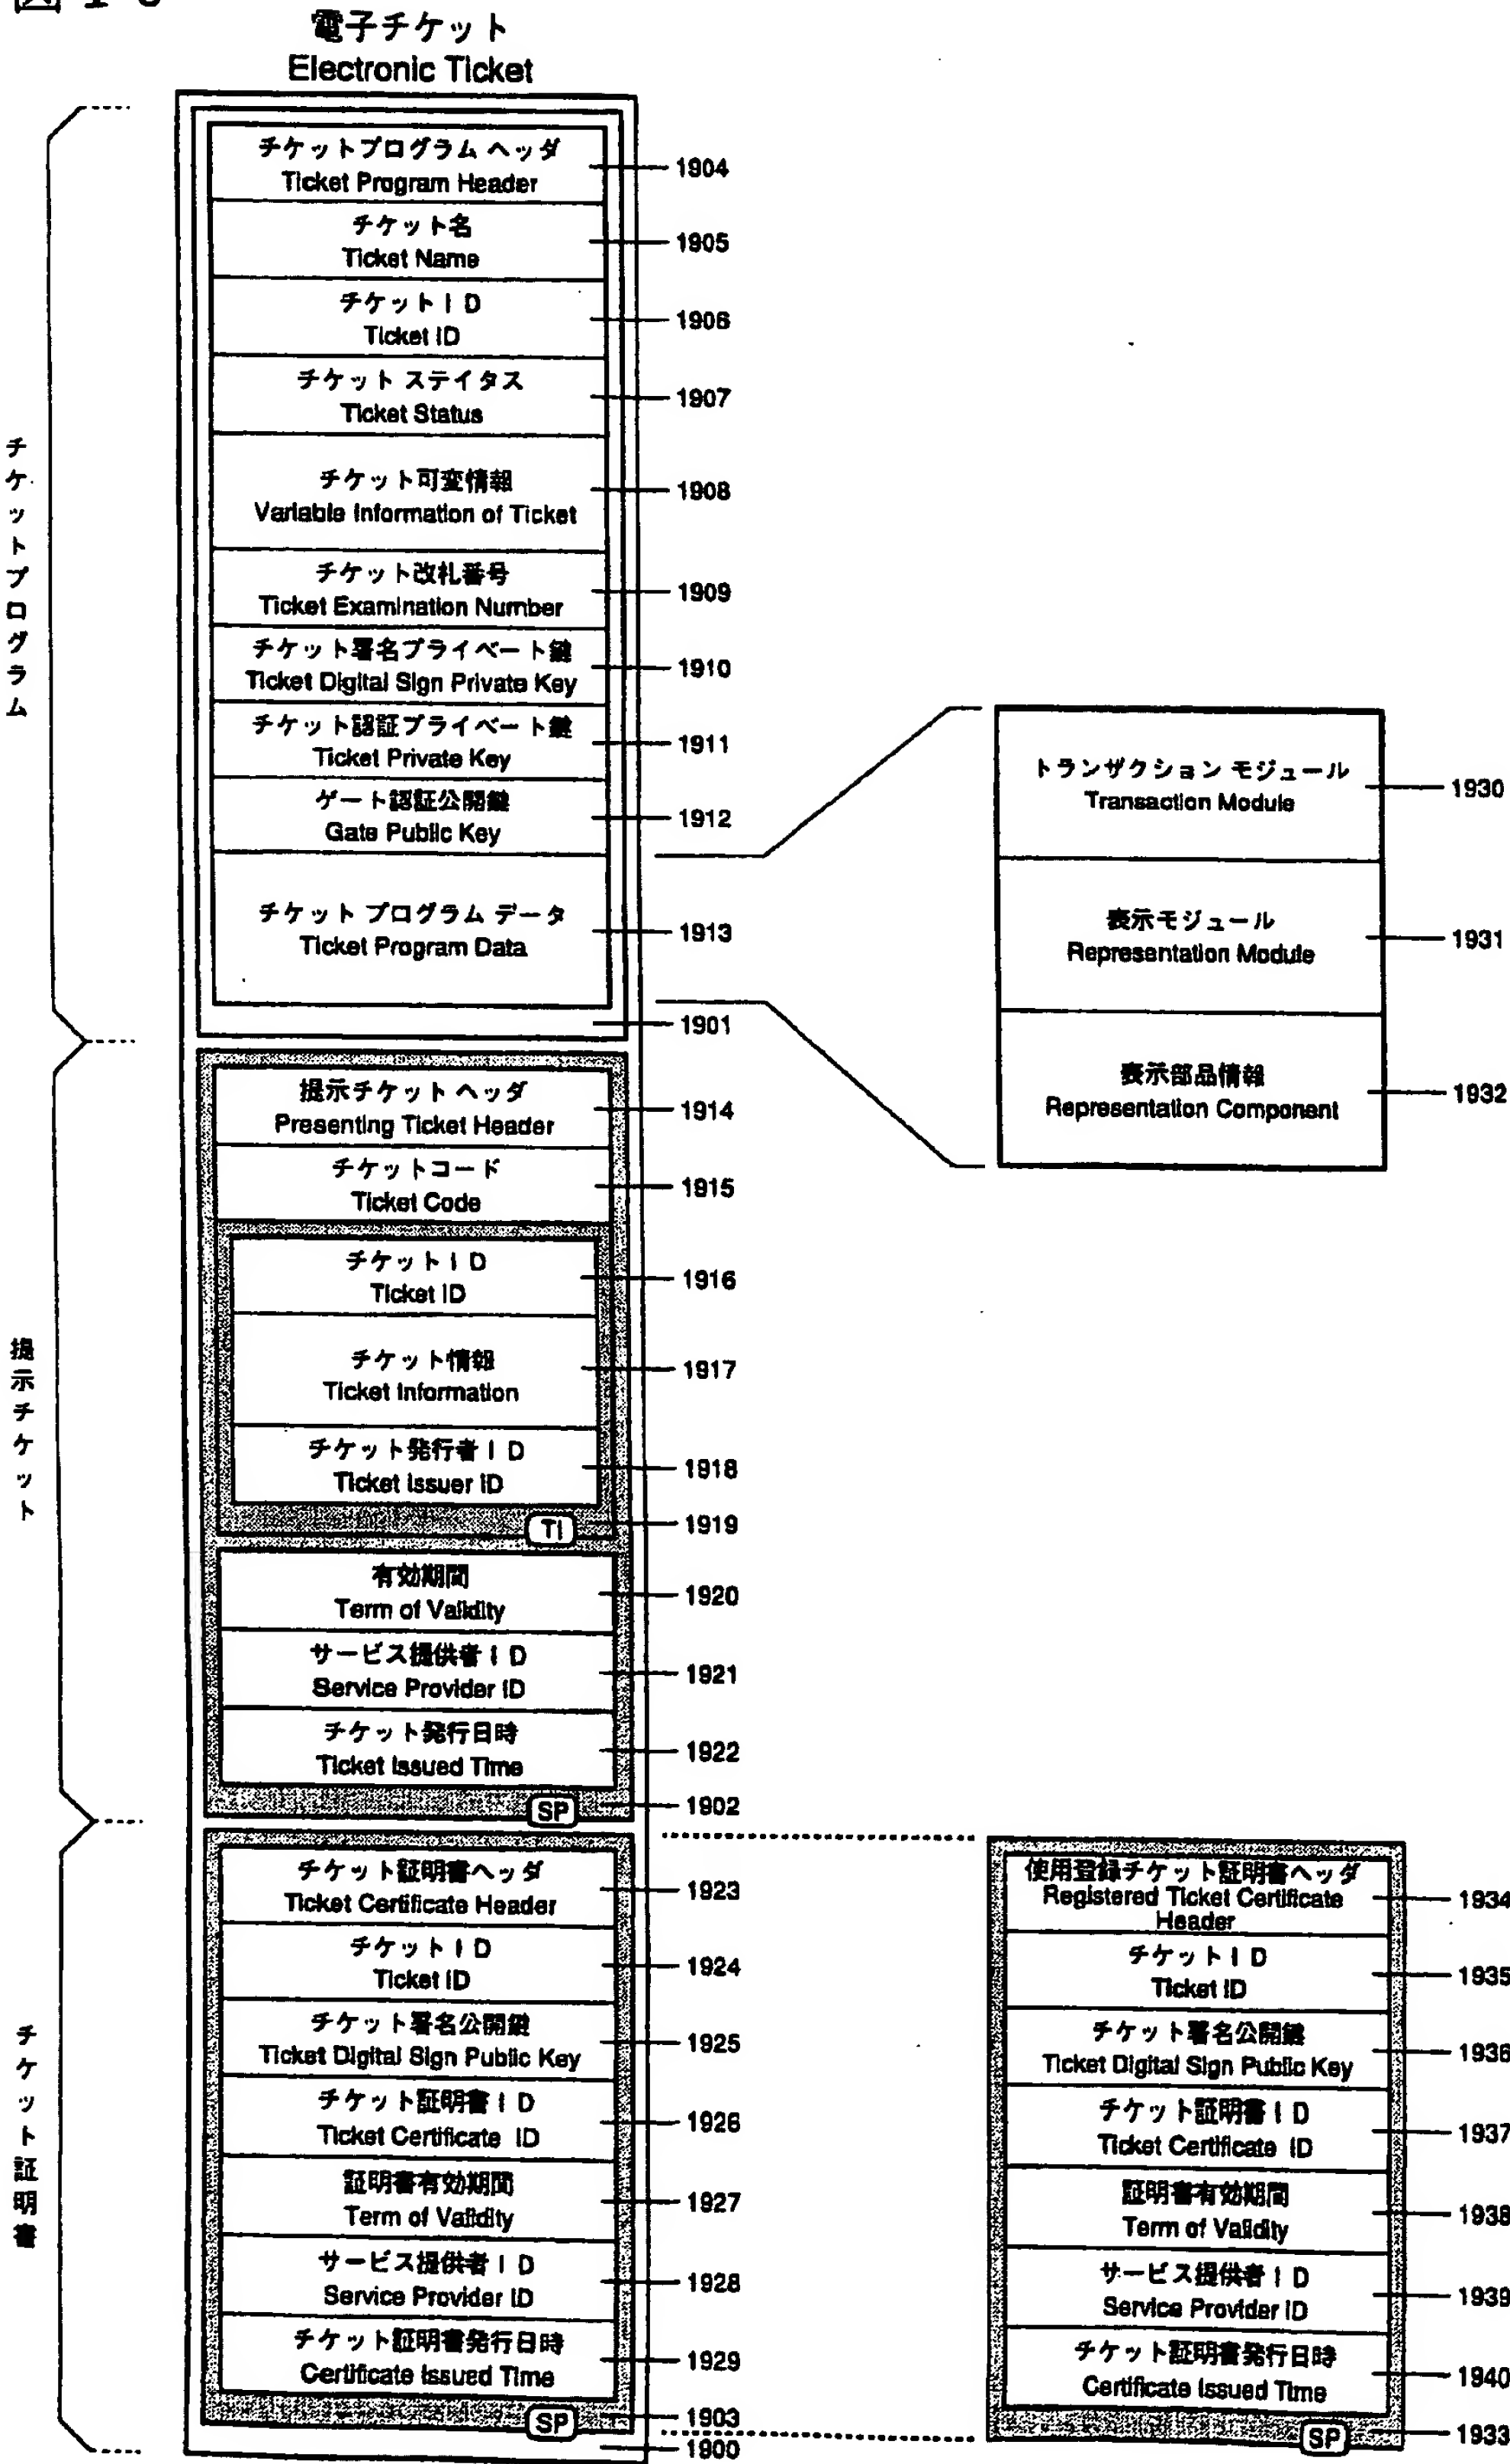 電子チケット
Electronic Ticket
チケットプログラム
チケットプログラム ヘッダ
Ticket Program Header
1904
チケット名
Ticket Name
1905
チケットID
Ticket ID
1906
チケット ステイタス
Ticket Status
1907
チケット可変情報
Variable Information of Ticket
1908
チケット改札番号
Ticket Examination Number
1909
チケット署名プライベート鍵
Ticket Digital Sign Private Key
1910
チケット認証プライベート鍵
Ticket Private Key
1911
ゲート認証公開鍵
Gate Public Key
1912
チケット プログラム データ
Ticket Program Data
1913
1901
トランザクション モジュール
Transaction Module
1930
表示モジュール
Representation Module
1931
表示部品情報
Representation Component
1932
提示チケット
提示チケット ヘッダ
Presenting Ticket Header
1914
チケットコード
Ticket Code
1915
チケットID
Ticket ID
1916
チケット情報
Ticket Information
1917
チケット発行者ID
Ticket Issuer ID
1918
TI
1919
有効期間
Term of Validity
1920
サービス提供者ID
Service Provider ID
1921
チケット発行日時
Ticket Issued Time
1922
SP
1902
チケット証明書
チケット証明書ヘッダ
Ticket Certificate Header
1923
チケットID
Ticket ID
1924
チケット署名公開鍵
Ticket Digital Sign Public Key
1925
チケット証明書ID
Ticket Certificate ID
1926
証明書有効期間
Term of Validity
1927
サービス提供者ID
Service Provider ID
1928
チケット証明書発行日時
Certificate Issued Time
1929
SP
1903
1900
使用登録チケット証明書ヘッダ
Registered Ticket Certificate
Header
1934
チケットID
Ticket ID
1935
チケット署名公開鍵
Ticket Digital Sign Public Key
1936
チケット証明書ID
Ticket Certificate ID
1937
証明書有効期間
Term of Validity
1938
サービス提供者ID
Service Provider ID
1939
チケット証明書発行日時
Certificate Issued Time
1940
SP
1933